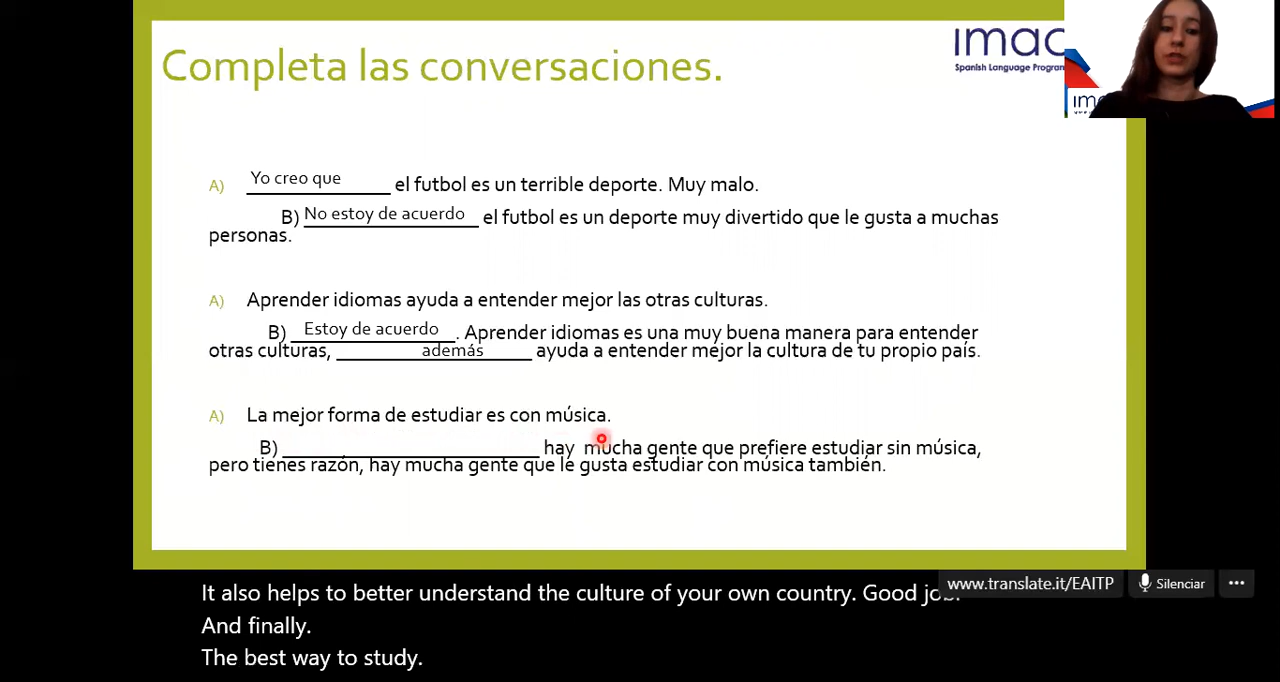 Completa las conversaciones.
imac
Spanish Language Program
imac
A) Yo creo que el futbol es un terrible deporte. Muy malo.
B) No estoy de acuerdo el futbol es un deporte muy divertido que le gusta a muchas
personas.
A) Aprender idiomas ayuda a entender mejor las otras culturas.
B) Estoy de acuerdo. Aprender idiomas es una muy buena manera para entender
otras culturas, además ayuda a entender mejor la cultura de tu propio país.
A) La mejor forma de estudiar es con música.
B) hay mucha gente que prefiere estudiar sin música,
pero tienes razón, hay mucha gente que le gusta estudiar con música también.
It also helps to better understand the culture of your own country. Good job.
www.translate.it/EAITP Silenciar
And finally.
The best way to study.